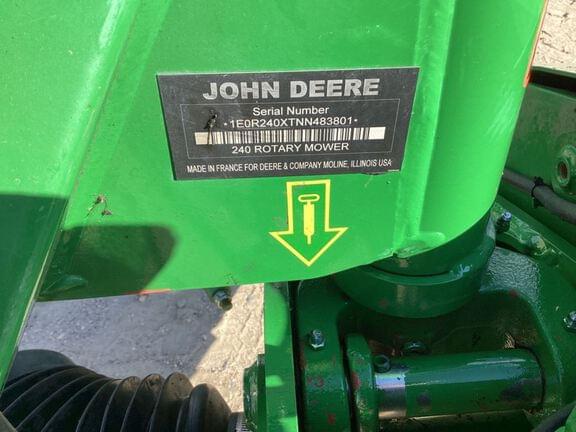 JOHN DEERE
Serial Number
*1E0R240XTNN483801*
240 ROTARY MOWER
MADE IN FRANCE FOR DEERE & COMPANY MOLINE, ILLINOIS USA